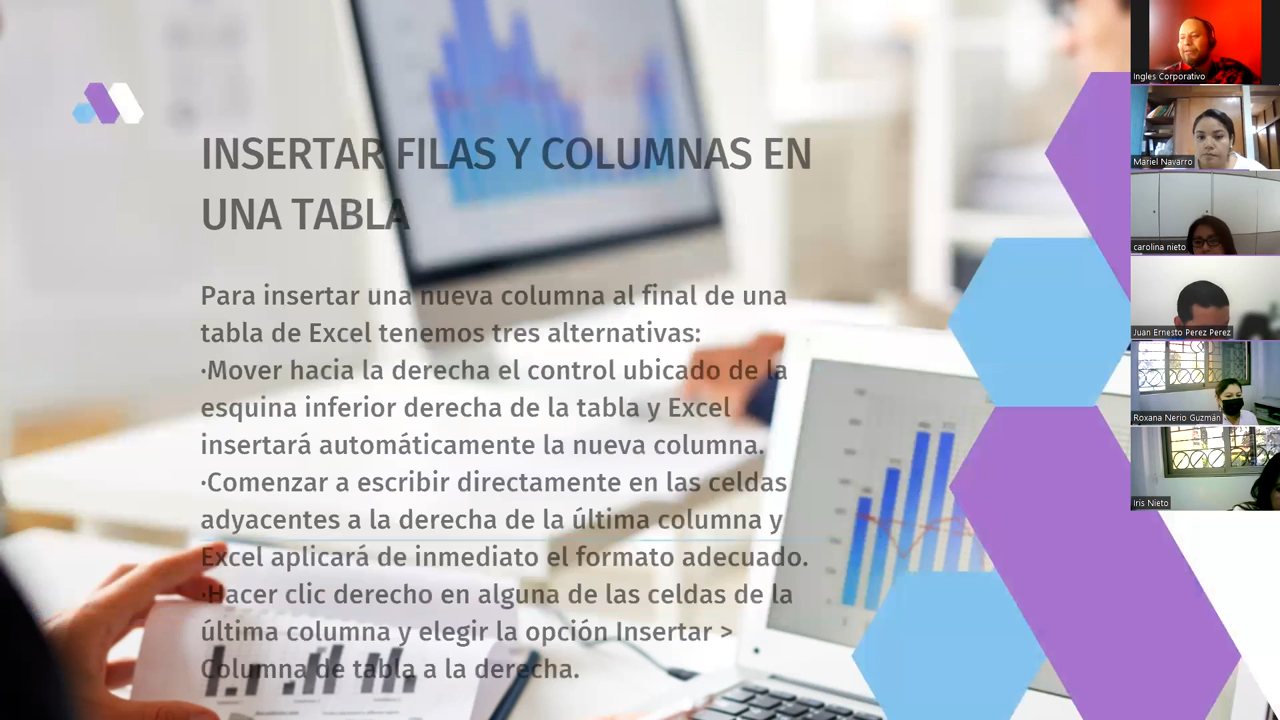 INSERTAR FILAS Y COLUMNAS EN
UNA TABLA
Para insertar una nueva columna al final de una
tabla de Excel tenemos tres alternativas:
·Mover hacia la derecha el control ubicado de la
esquina inferior derecha de la tabla y Excel
insertará automáticamente la nueva columna.
·Comenzar a escribir directamente en las celdas
adyacentes a la derecha de la última columna y
Excel aplicará de inmediato el formato adecuado.
·Hacer clic derecho en alguna de las celdas de la
última columna y elegir la opción Insertar >
Columna de tabla a la derecha.
Ingles Corporativo
Mariel Navarro
carolina nieto
Juan Ernesto Perez Perez
Roxana Nerio Guzmán
Iris Nieto